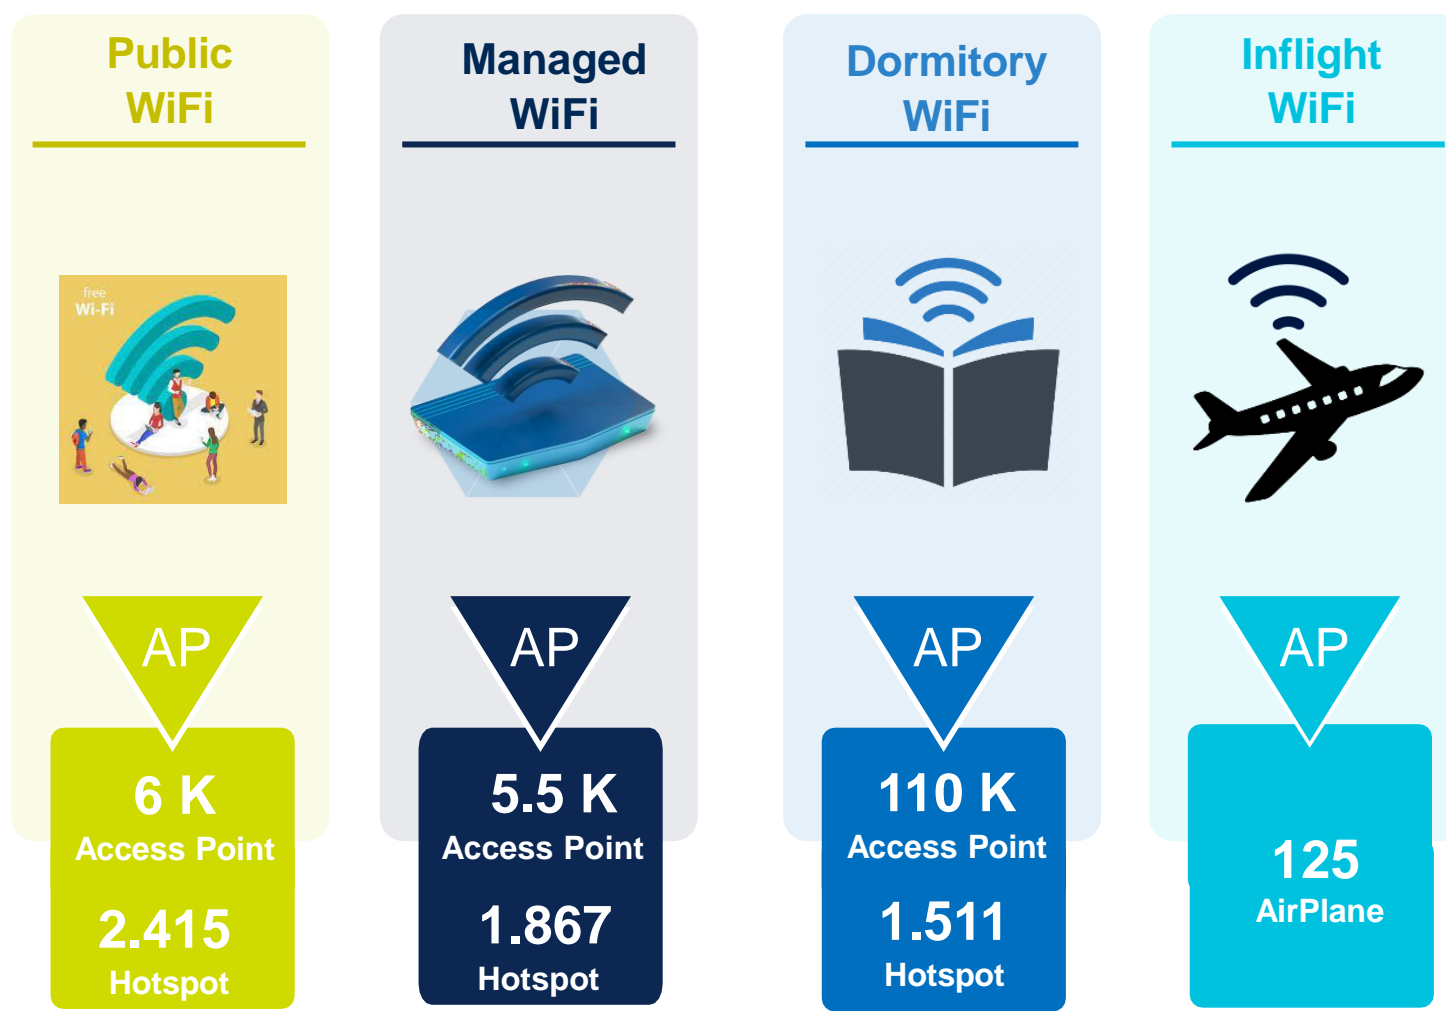 Public
WiFi
free
Wi-Fi
AP
6 K
Access Point
2.415
Hotspot
Managed
WiFi
AP
5.5 K
Access Point
1.867
Hotspot
Dormitory
WiFi
AP
110 K
Access Point
1.511
Hotspot
Inflight
WiFi
AP
125
AirPlane